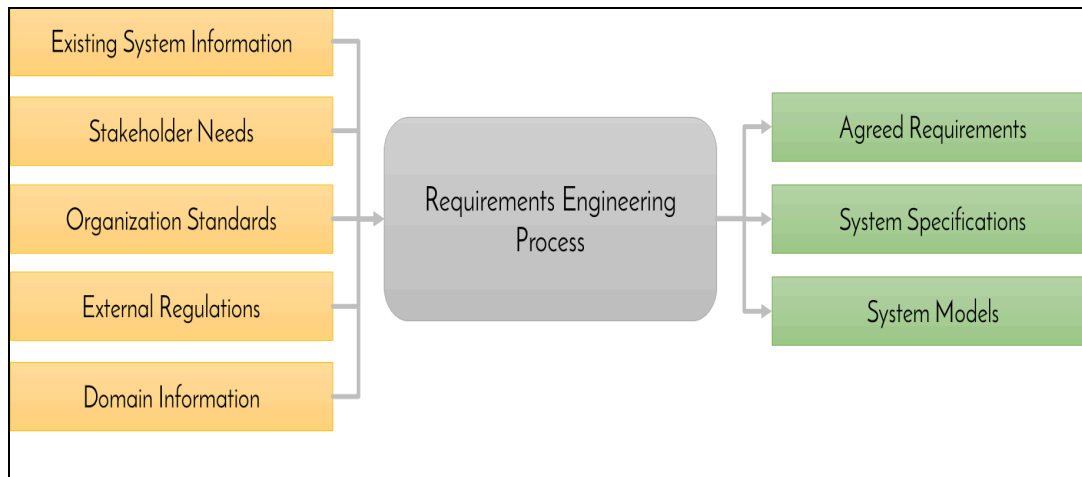 Existing System Information
Stakeholder Needs
Organization Standards
External Regulations
Domain Information
Requirements Engineering
Process
Agreed Requirements
System Specifications
System Models